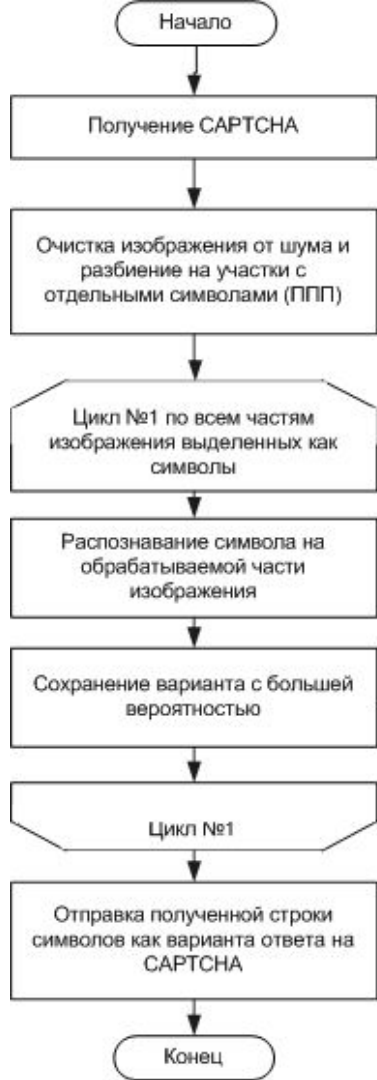 Начало
Получение CAPTCHA
Очистка изображения от шума и
разбиение на участки с
отдельными символами (ППП)
Цикл №1 по всем частям
изображения выделенных как
символы
Распознавание символа на
обрабатываемой части
изображения
Сохранение варианта с большей
вероятностью
Цикл №1
Отправка полученной строки
символов как варианта ответа на
CAPTCHA
Конец